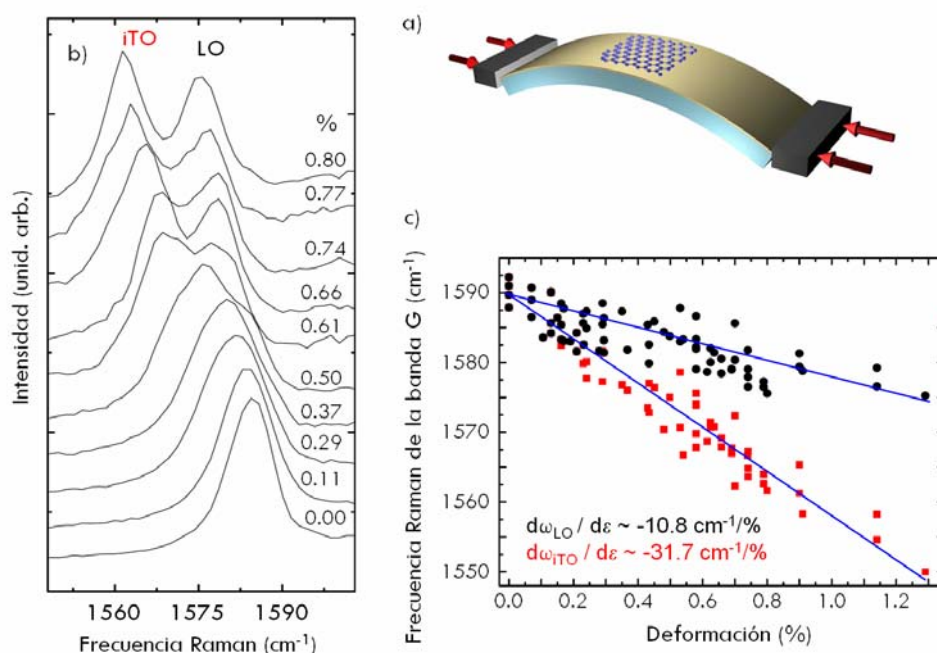 b)
iTO
LO
%
0.80
0.77
0.74
0.66
0.61
0.50
0.37
0.29
0.11
0.00
Intensidad (unid. arb.)
1560 1575 1590
Frecuencia Raman (cm⁻¹)
a)
c)
Frecuencia Raman de la banda G (cm⁻¹)
1590
1580
1570
1560
1550
dω_LO / dε ~ -10.8 cm⁻¹/%
dω_iTO / dε ~ -31.7 cm⁻¹/%
0.0 0.2 0.4 0.6 0.8 1.0 1.2
Deformación (%)